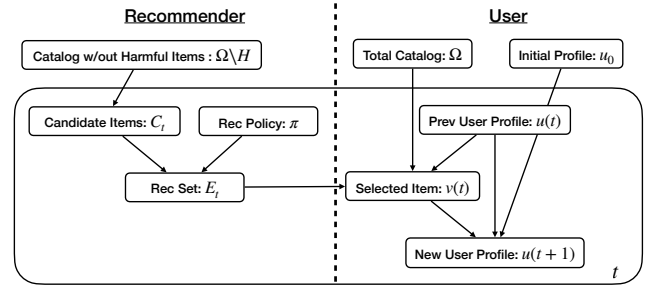 Recommender
User
Catalog w/out Harmful Items : Ω\H
Total Catalog: Ω
Initial Profile: u₀
Candidate Items: Cₜ
Rec Policy: π
Prev User Profile: u(t)
Rec Set: Eₜ
Selected Item: v(t)
New User Profile: u(t + 1)
t